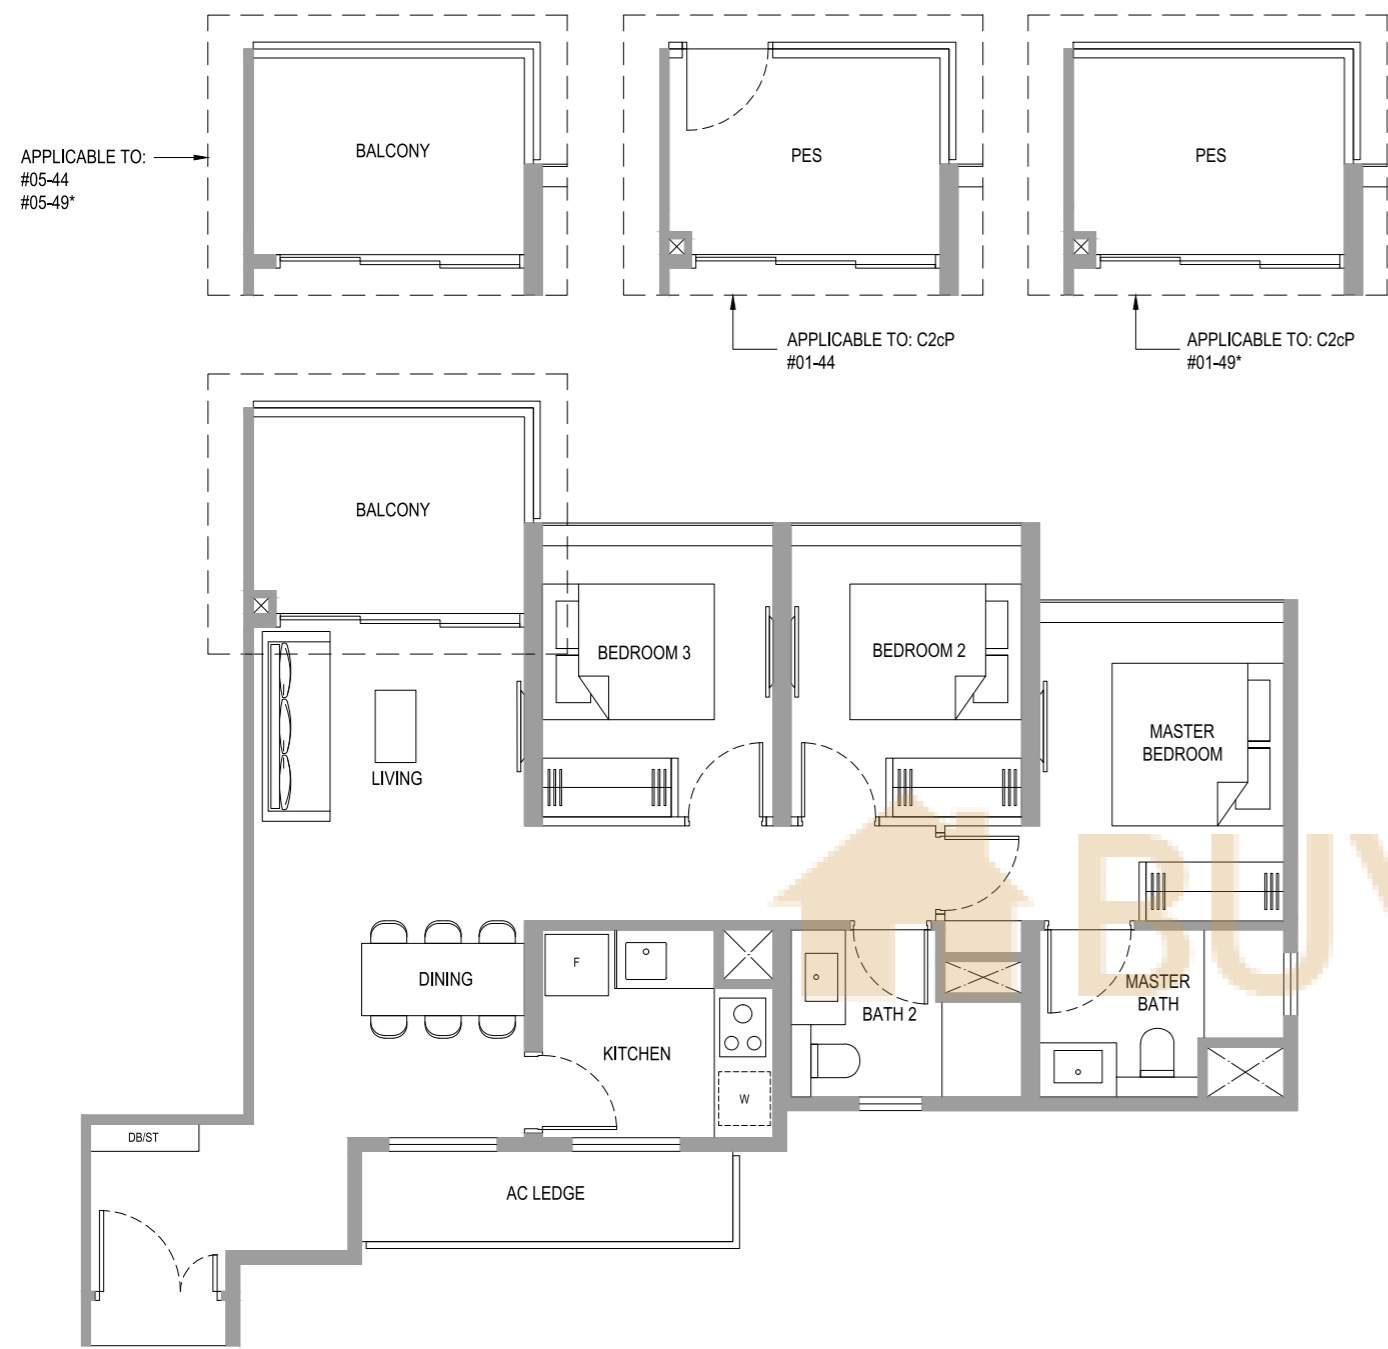 BALCONY
APPLICABLE TO:
#05-44
#05-49*
PES
APPLICABLE TO: C2cP
#01-44
PES
APPLICABLE TO: C2cP
#01-49*
BALCONY
BEDROOM 3
BEDROOM 2
MASTER
BEDROOM
LIVING
DINING
F
KITCHEN
W
BATH 2
MASTER
BATH
DB/ST
AC LEDGE
BUY